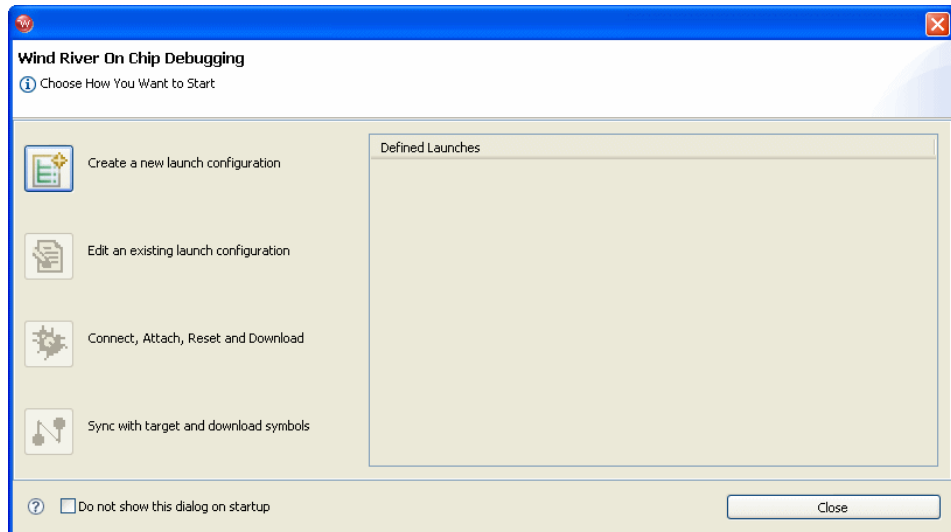 Wind River On Chip Debugging
Choose How You Want to Start
Create a new launch configuration
Edit an existing launch configuration
Connect, Attach, Reset and Download
Sync with target and download symbols
Defined Launches
Do not show this dialog on startup
Close